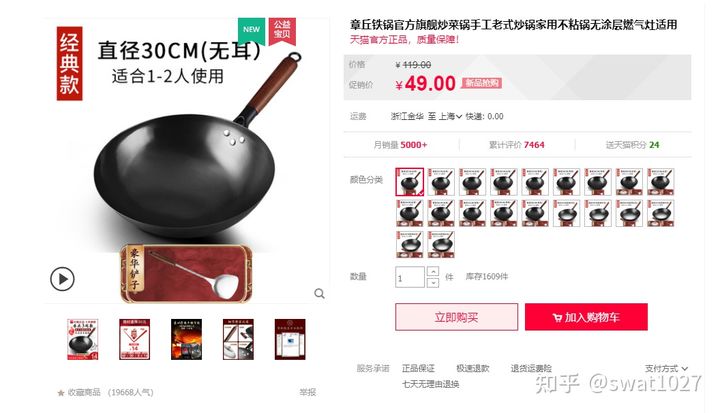 经典款
直径30CM(无耳)
适合1-2人使用
NEW
公益宝贝
豪华铲子
收藏商品 (19668人气)
举报
章丘铁锅官方旗舰炒菜锅手工老式炒锅家用不粘锅无涂层燃气灶适用
天猫官方正品，质量保障！
价格 ¥119.00
促销价 ¥49.00 新品抢购
运费 浙江金华 至 上海 快递: 0.00
月销量 5000+ 累计评价 7464 送天猫积分 24
颜色分类
数量 1 件 库存1609件
立即购买 加入购物车
服务承诺 正品保证 极速退款 退货运费险 支付方式
七天无理由退换
知乎 @swat1027